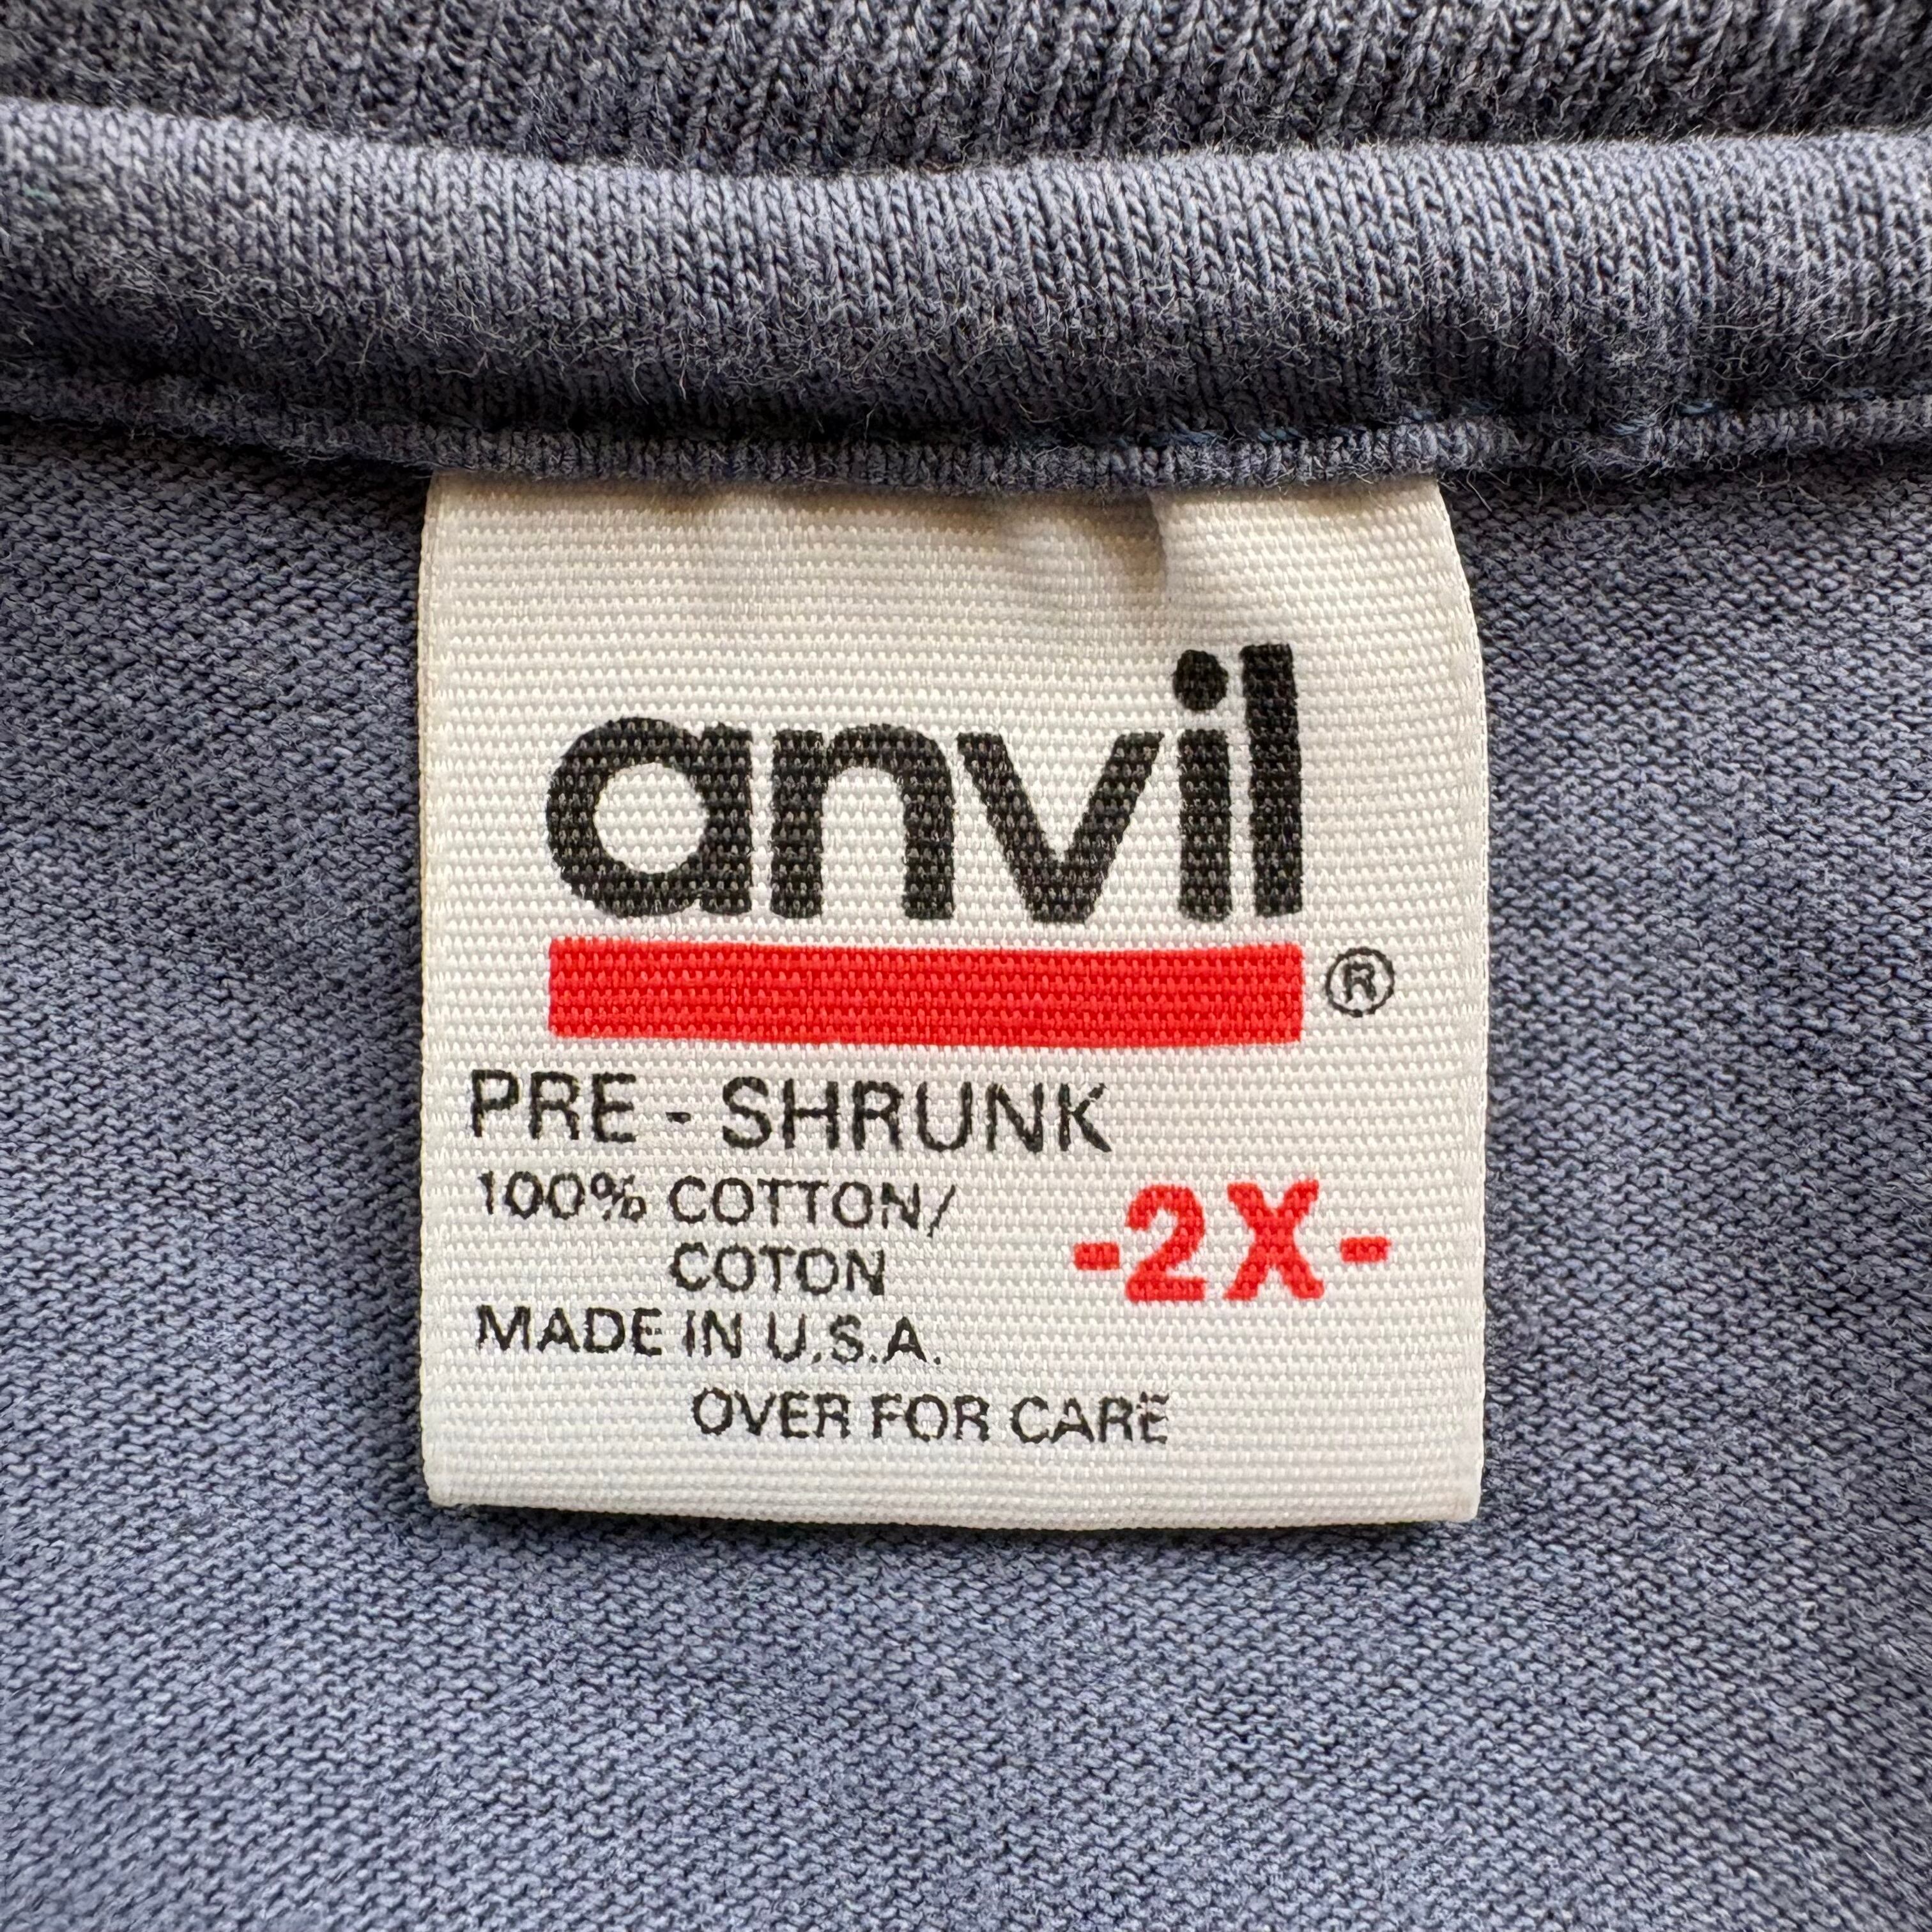 anvil
®
PRE - SHRUNK
100% COTTON/
COTON
-2X-
MADE IN U.S.A.
OVER FOR CARE